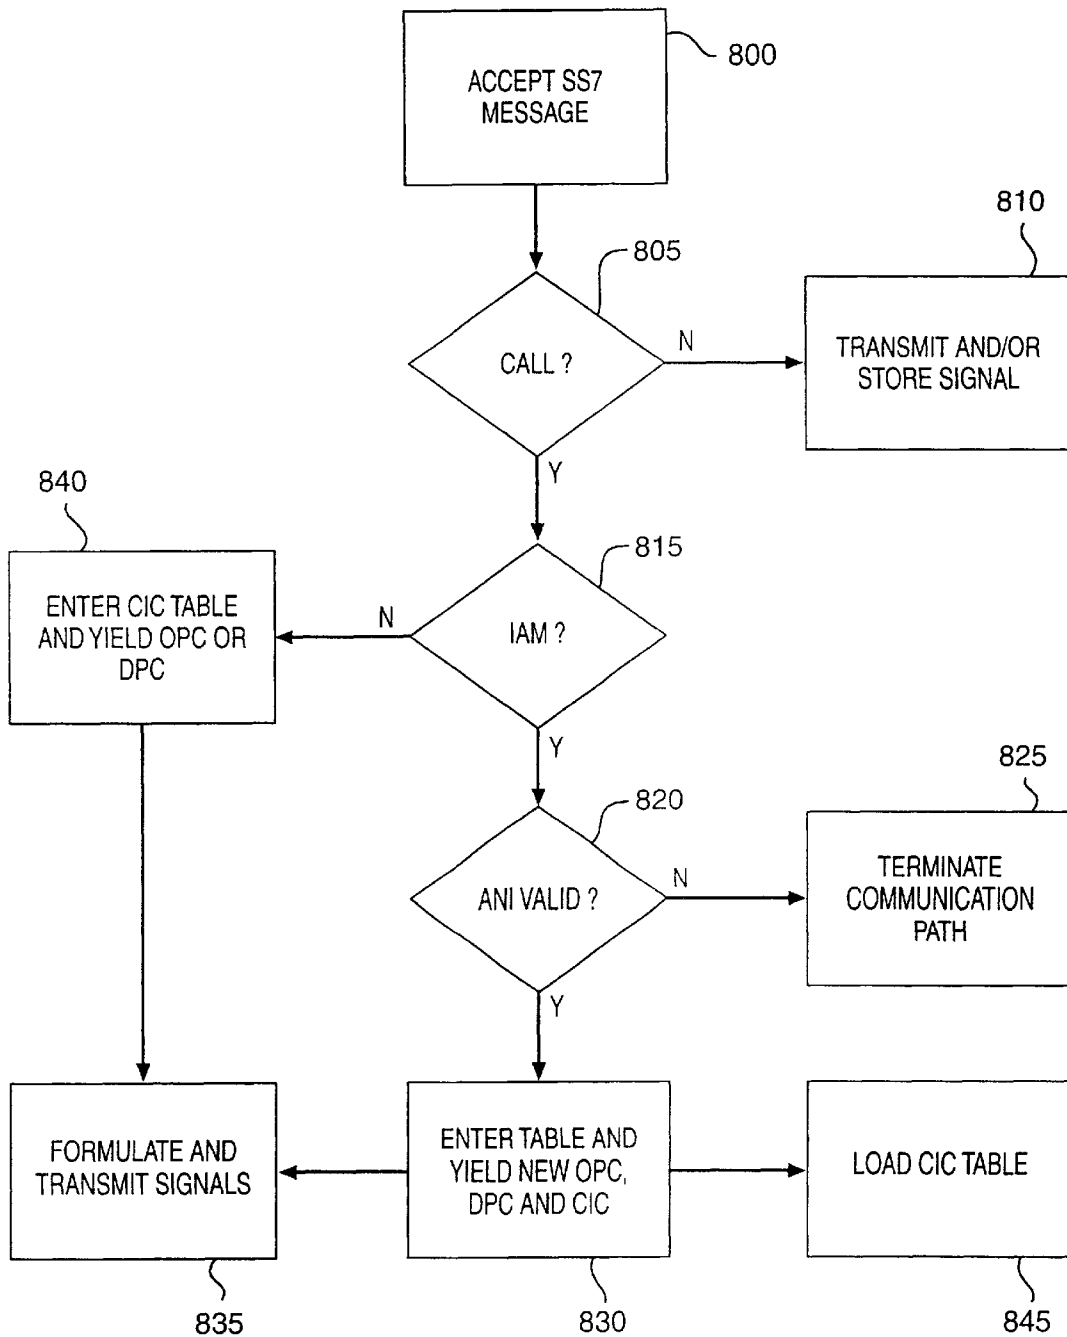 800
ACCEPT SS7
MESSAGE
810
805
CALL ?
N
TRANSMIT AND/OR
STORE SIGNAL
Y
840
815
ENTER CIC TABLE
AND YIELD OPC OR
DPC
N
IAM ?
Y
825
820
ANI VALID ?
N
TERMINATE
COMMUNICATION
PATH
Y
FORMULATE AND
TRANSMIT SIGNALS
ENTER TABLE AND
YIELD NEW OPC,
DPC AND CIC
LOAD CIC TABLE
835
830
845